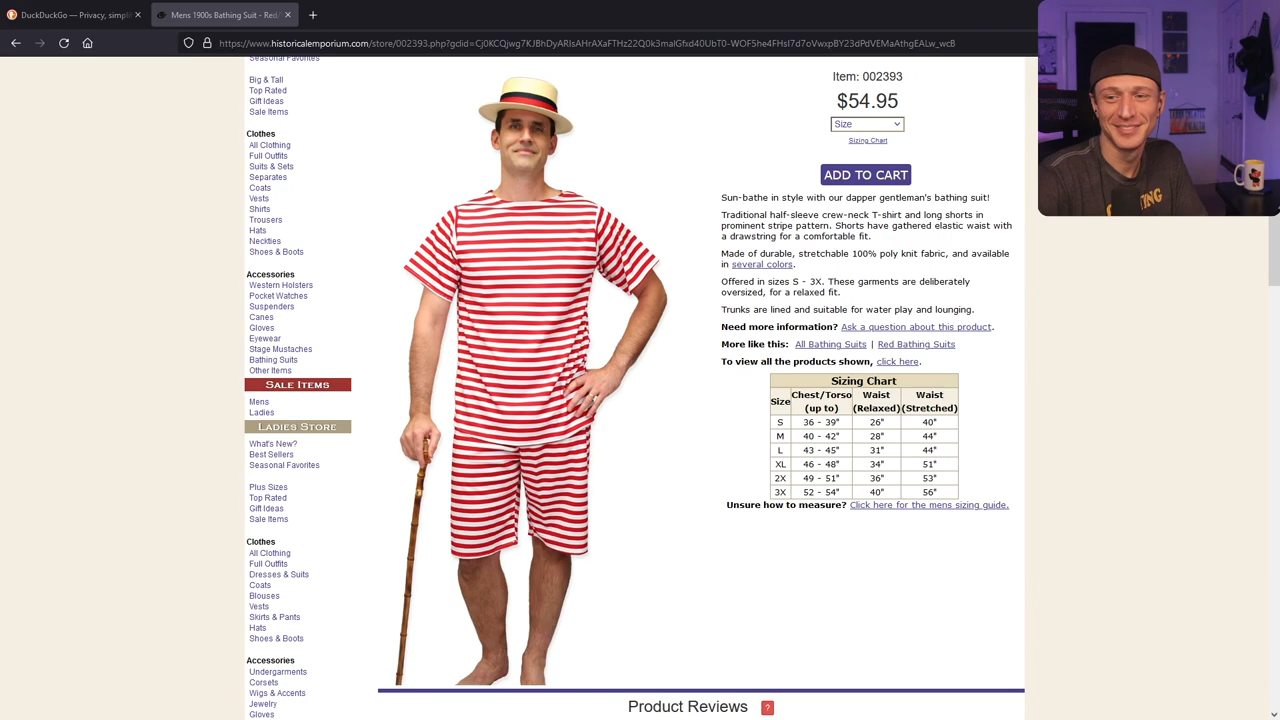 DuckDuckGo — Privacy, simpli
Mens 1900s Bathing Suit - Red/
https://www.historicalemporium.com/store/002393.php?gclid=Cj0KCQjwg7KJBhDyARIsAHrAXaFTHz22Q0k3malGfxd40UbT0-WOFShe4FHsI7d7oVwxpBY23dPdVEMaAthgEALw_wcB
Seasonal Favorites
Big & Tall
Top Rated
Gift Ideas
Sale Items
Clothes
All Clothing
Full Outfits
Suits & Sets
Separates
Coats
Vests
Shirts
Trousers
Hats
Neckties
Shoes & Boots
Accessories
Western Holsters
Pocket Watches
Suspenders
Canes
Gloves
Eyewear
Stage Mustaches
Bathing Suits
Other Items
SALE ITEMS
Mens
Ladies
LADIES STORE
What's New?
Best Sellers
Seasonal Favorites
Plus Sizes
Top Rated
Gift Ideas
Sale Items
Clothes
All Clothing
Full Outfits
Dresses & Suits
Coats
Blouses
Vests
Skirts & Pants
Hats
Shoes & Boots
Accessories
Undergarments
Corsets
Wigs & Accents
Jewelry
Gloves
Item: 002393
$54.95
Size
Sizing Chart
ADD TO CART
Sun-bathe in style with our dapper gentleman's bathing suit!
Traditional half-sleeve crew-neck T-shirt and long shorts in
prominent stripe pattern. Shorts have gathered elastic waist with
a drawstring for a comfortable fit.
Made of durable, stretchable 100% poly knit fabric, and available
in several colors.
Offered in sizes S - 3X. These garments are deliberately
oversized, for a relaxed fit.
Trunks are lined and suitable for water play and lounging.
Need more information? Ask a question about this product.
More like this: All Bathing Suits | Red Bathing Suits
To view all the products shown, click here.
Sizing Chart
Size Chest/Torso (up to) Waist (Relaxed) Waist (Stretched)
S 36 - 39" 26" 40"
M 40 - 42" 28" 44"
L 43 - 45" 31" 44"
XL 46 - 48" 34" 51"
2X 49 - 51" 36" 53"
3X 52 - 54" 40" 56"
Unsure how to measure? Click here for the mens sizing guide.
Product Reviews ?